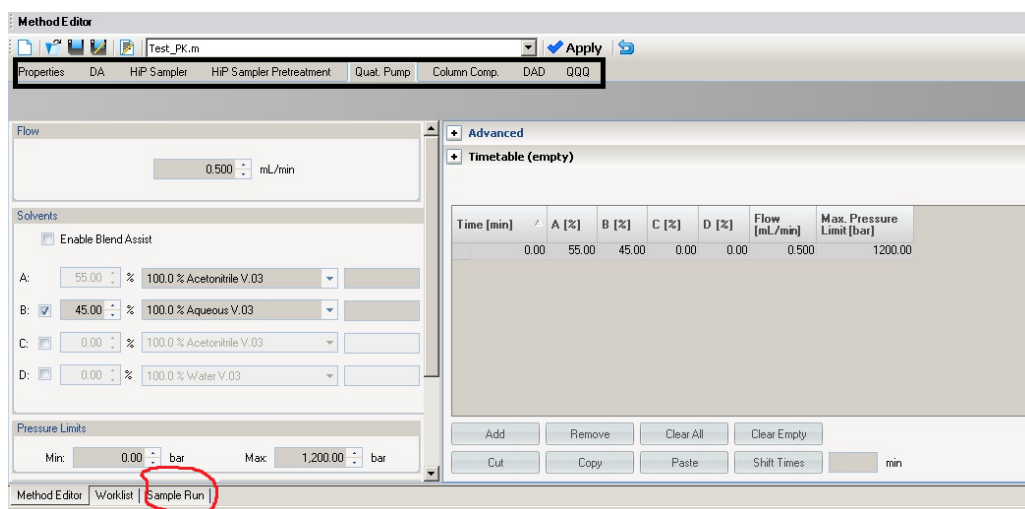 Method Editor
Test_PK.m Apply
Properties DA HiP Sampler HiP Sampler Pretreatment Quat. Pump Column Comp. DAD QQQ
Flow
0.500 mL/min
Solvents
Enable Blend Assist
A: 55.00 % 100.0 % Acetonitrile V.03
B: 45.00 % 100.0 % Aqueous V.03
C: 0.00 % 100.0 % Acetonitrile V.03
D: 0.00 % 100.0 % Water V.03
Pressure Limits
Min: 0.00 bar Max: 1,200.00 bar
+ Advanced
+ Timetable (empty)
Time [min] A [%] B [%] C [%] D [%] Flow [mL/min] Max. Pressure Limit [bar]
0.00 55.00 45.00 0.00 0.00 0.500 1200.00
Add Remove Clear All Clear Empty
Cut Copy Paste Shift Times min
Method Editor Worklist Sample Run